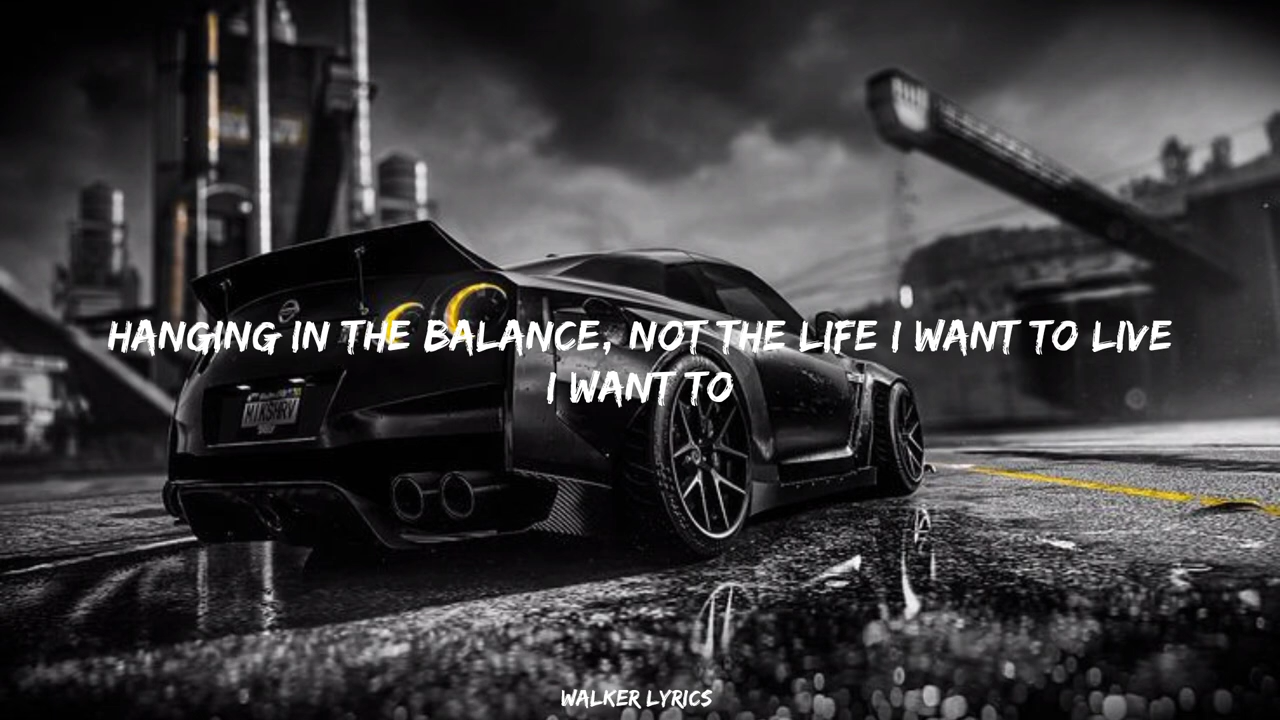 HANGING IN THE BALANCE, NOT THE LIFE I WANT TO LIVE
I WANT TO
WALKER LYRICS